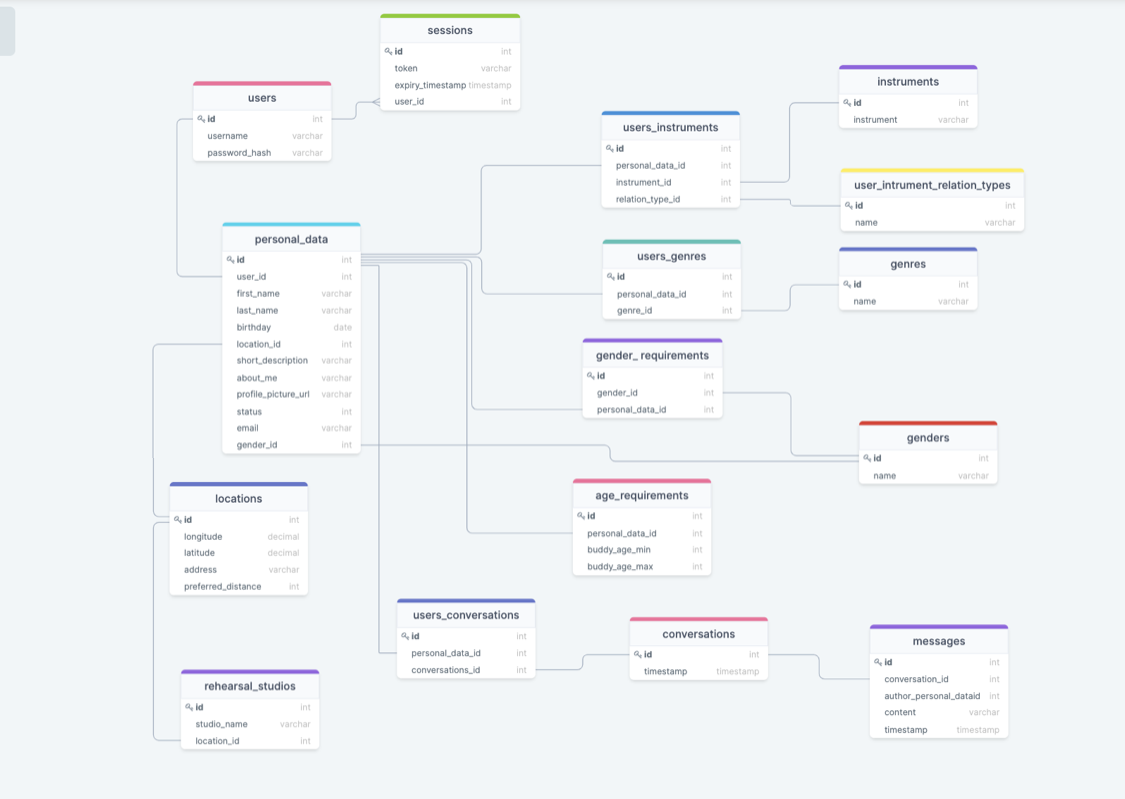 sessions
id int
token varchar
expiry_timestamp timestamp
user_id int
users
id int
username varchar
password_hash varchar
instruments
id int
instrument varchar
users_instruments
id int
personal_data_id int
instrument_id int
relation_type_id int
user_intrument_relation_types
id int
name varchar
personal_data
id int
user_id int
first_name varchar
last_name varchar
birthday date
location_id int
short_description varchar
about_me varchar
profile_picture_url varchar
status int
email varchar
gender_id int
users_genres
id int
personal_data_id int
genre_id int
genres
id int
name varchar
gender_ requirements
id int
gender_id int
personal_data_id int
genders
id int
name varchar
age_requirements
id int
personal_data_id int
buddy_age_min int
buddy_age_max int
locations
id int
longitude decimal
latitude decimal
address varchar
preferred_distance int
users_conversations
id int
personal_data_id int
conversations_id int
conversations
id int
timestamp timestamp
messages
id int
conversation_id int
author_personal_dataid int
content varchar
timestamp timestamp
rehearsal_studios
id int
studio_name varchar
location_id int